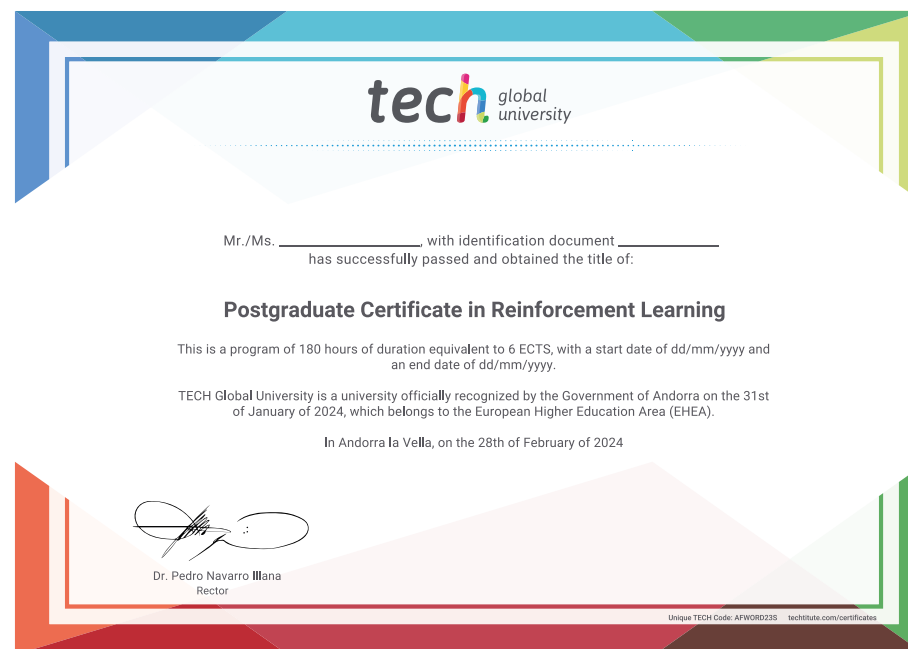 tech global university
Mr./Ms. ____________, with identification document ____________
has successfully passed and obtained the title of:
Postgraduate Certificate in Reinforcement Learning
This is a program of 180 hours of duration equivalent to 6 ECTS, with a start date of dd/mm/yyyy and
an end date of dd/mm/yyyy.
TECH Global University is a university officially recognized by the Government of Andorra on the 31st
of January of 2024, which belongs to the European Higher Education Area (EHEA).
In Andorra la Vella, on the 28th of February of 2024
Dr. Pedro Navarro Illana
Rector
Unique TECH Code: AFWORD23S techtitute.com/certificates